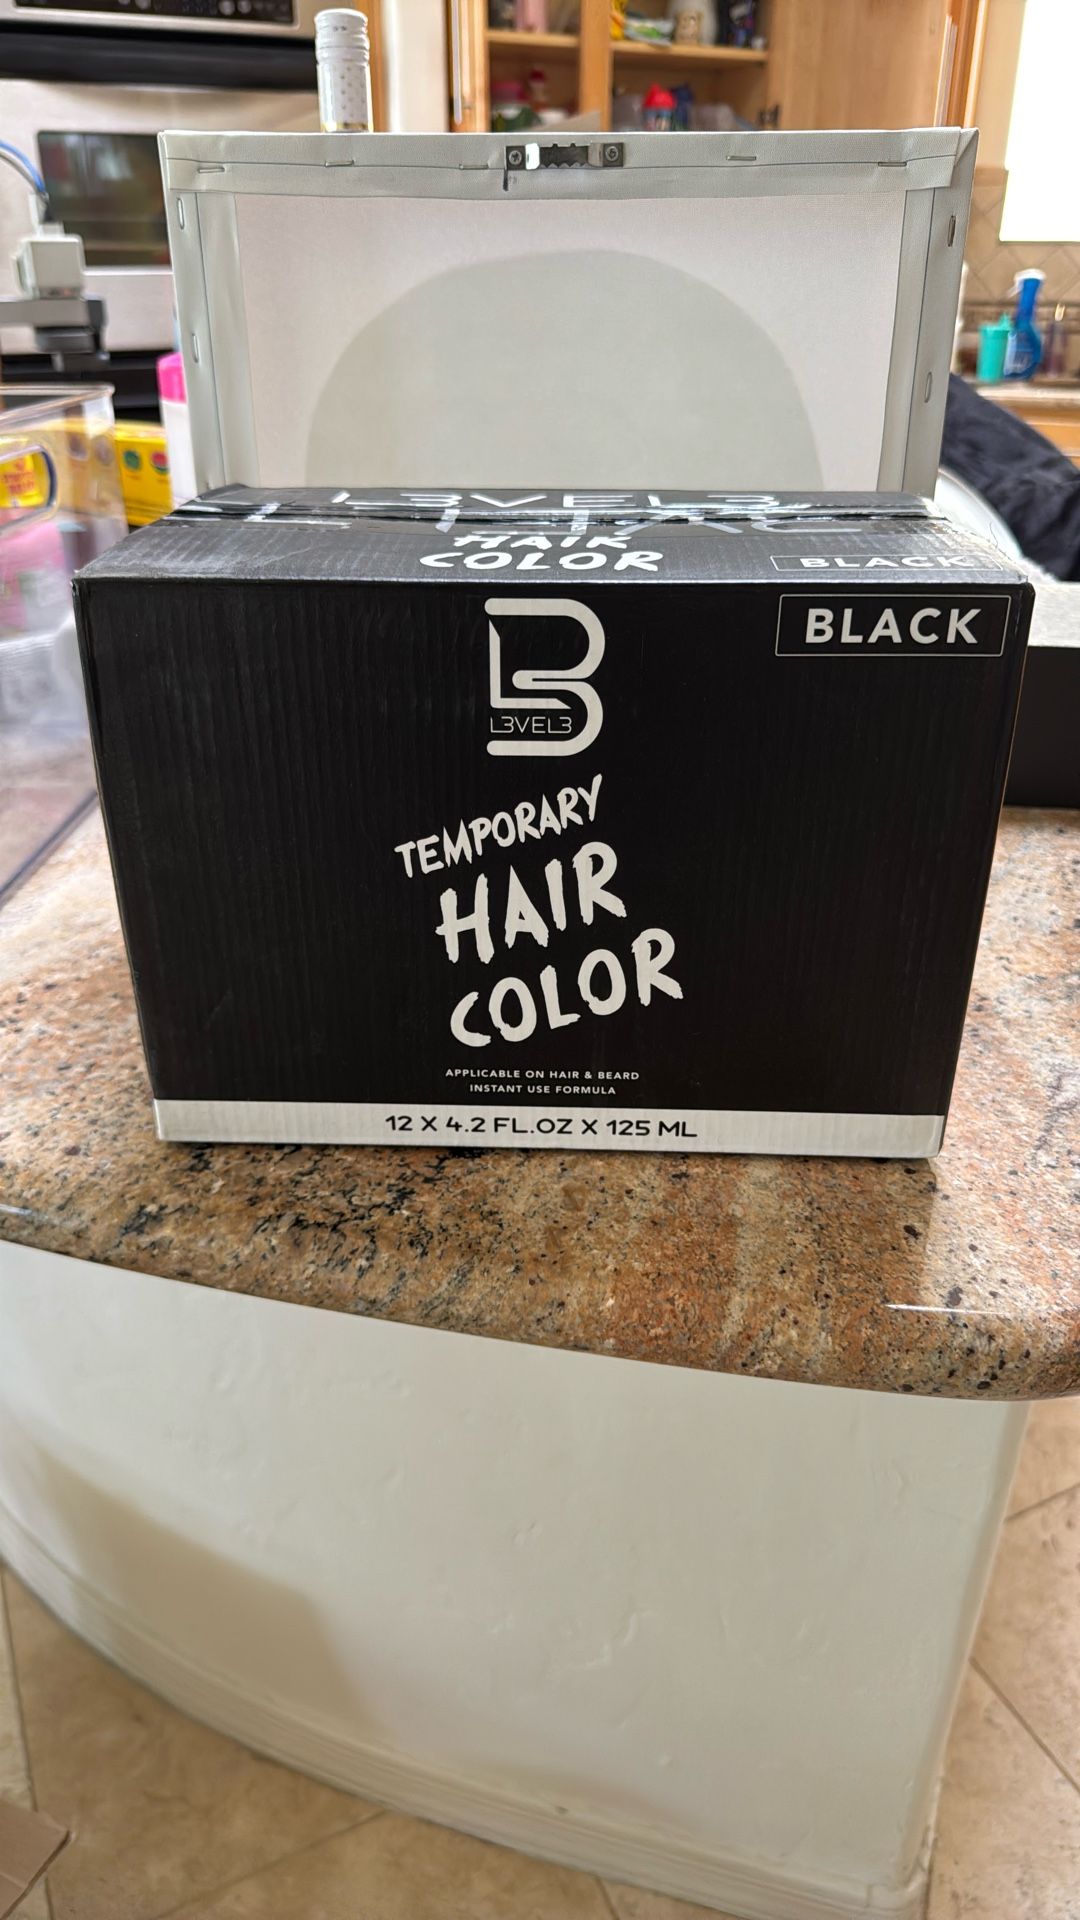 L3VEL3
HAIR
COLOR
BLACK
BLACK
L3VEL3
TEMPORARY
HAIR
COLOR
APPLICABLE ON HAIR & BEARD
INSTANT USE FORMULA
12 X 4.2 FL.OZ X 125 ML